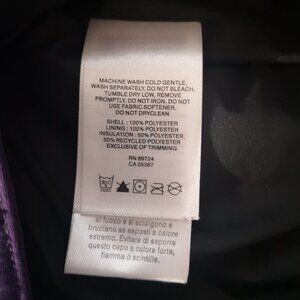 MACHINE WASH COLD GENTLE,
WASH SEPARATELY, DO NOT BLEACH,
TUMBLE DRY LOW, REMOVE
PROMPTLY, DO NOT IRON. DO NOT
USE FABRIC SOFTENER.
DO NOT DRYCLEAN
SHELL : 100% POLYESTER
LINING : 100% POLYESTER
INSULATION : 50% POLYESTER,
50% RECYCLED POLYESTER
EXCLUSIVE OF TRIMMING
RN 69724
CA 05367
al fuoco e si sciolgono e
bruciano se esposti a calore
estremo. Evitare di esporre
questo capo a calore forte,
fiamma o scintille.